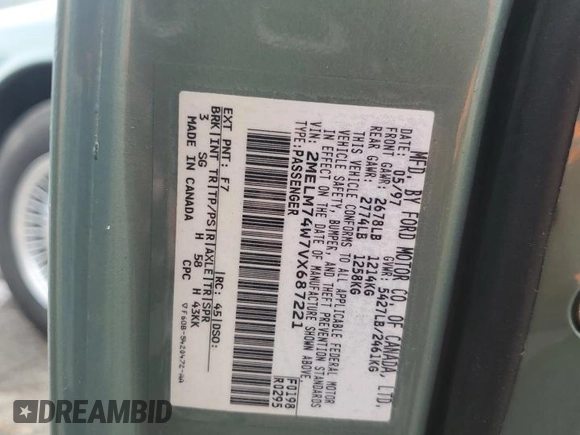 MFD. BY FORD MOTOR CO. OF CANADA, LTD.
DATE: 05/97 GVWR: 5427LB/2461KG
FRONT GAWR: 2678LB 1214KG
REAR GAWR: 2774LB 1258KG
THIS VEHICLE CONFORMS TO ALL APPLICABLE FEDERAL MOTOR
VEHICLE SAFETY, BUMPER, AND THEFT PREVENTION STANDARDS
IN EFFECT ON THE DATE OF MANUFACTURE SHOWN ABOVE.
VIN: 2MELM74W7VX687221
TYPE: PASSENGER
F0198
R0295
EXT PNT: F7 RC: 45 DSO:
BRK INT TR TP/PS R AXLE TR SPR
3 SG H 58 H 43KK
MADE IN CANADA CPC
DREAMBID